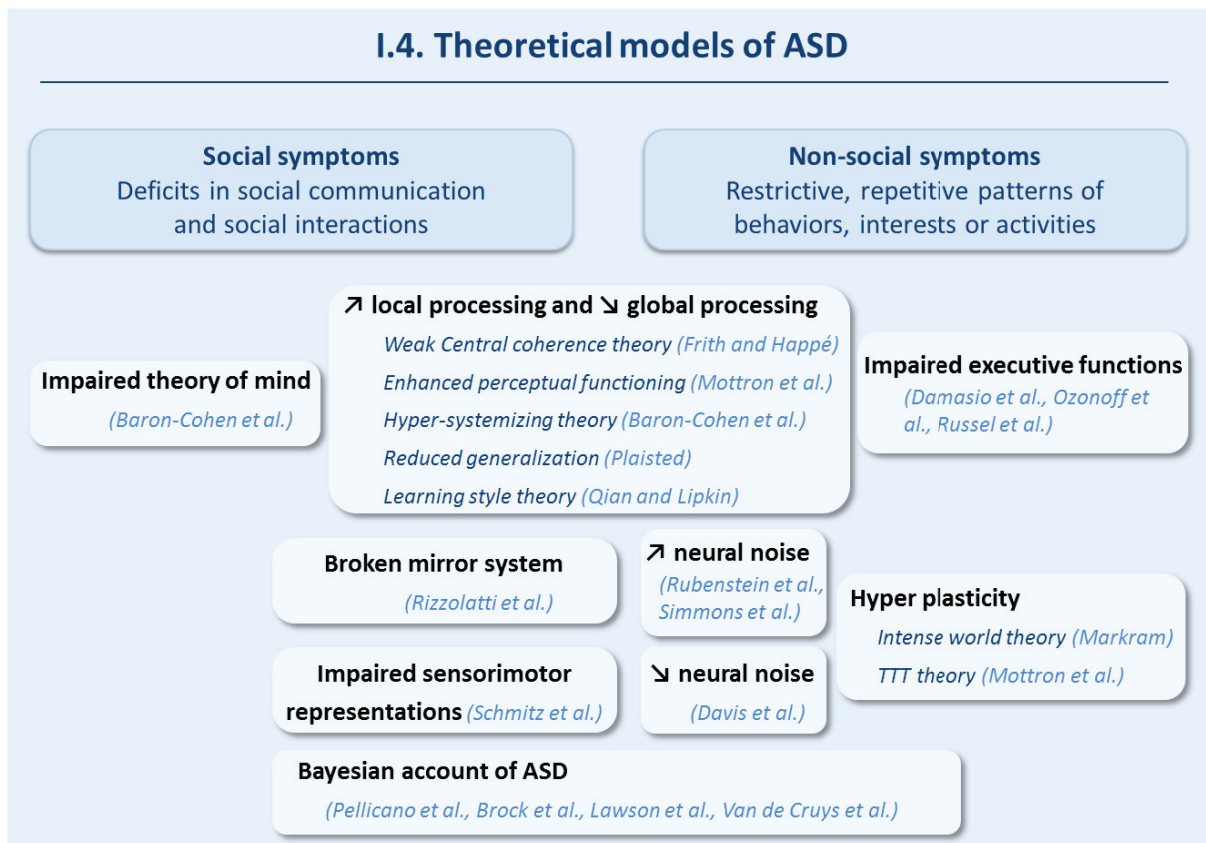 I.4. Theoretical models of ASD
Social symptoms
Deficits in social communication
and social interactions
Non-social symptoms
Restrictive, repetitive patterns of
behaviors, interests or activities
↗ local processing and ↘ global processing
Weak Central coherence theory (Frith and Happé)
Enhanced perceptual functioning (Mottron et al.)
Hyper-systemizing theory (Baron-Cohen et al.)
Reduced generalization (Plaisted)
Learning style theory (Qian and Lipkin)
Impaired theory of mind
(Baron-Cohen et al.)
Impaired executive functions
(Damasio et al., Ozonoff et
al., Russel et al.)
Broken mirror system
(Rizzolatti et al.)
↗ neural noise
(Rubenstein et al.,
Simmons et al.)
Hyper plasticity
Intense world theory (Markram)
TTT theory (Mottron et al.)
Impaired sensorimotor
representations (Schmitz et al.)
↘ neural noise
(Davis et al.)
Bayesian account of ASD
(Pellicano et al., Brock et al., Lawson et al., Van de Cruys et al.)